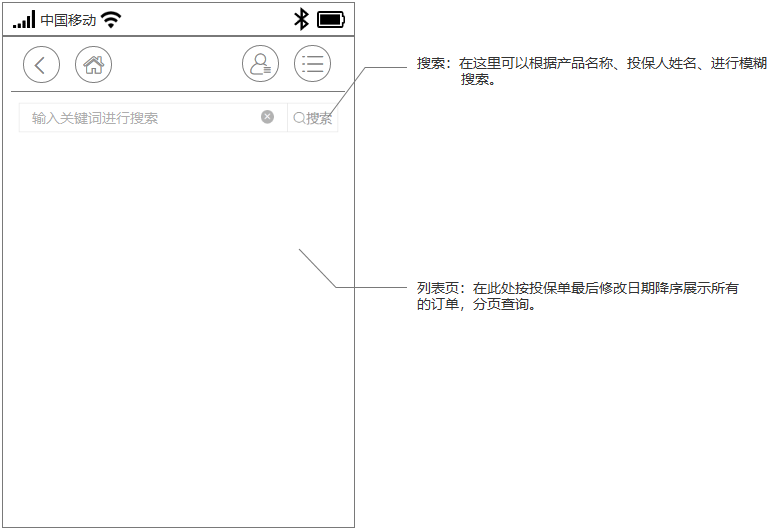 中国移动
输入关键词进行搜索
搜索
搜索：在这里可以根据产品名称、投保人姓名、进行模糊
搜索。
列表页：在此处按投保单最后修改日期降序展示所有
的订单，分页查询。